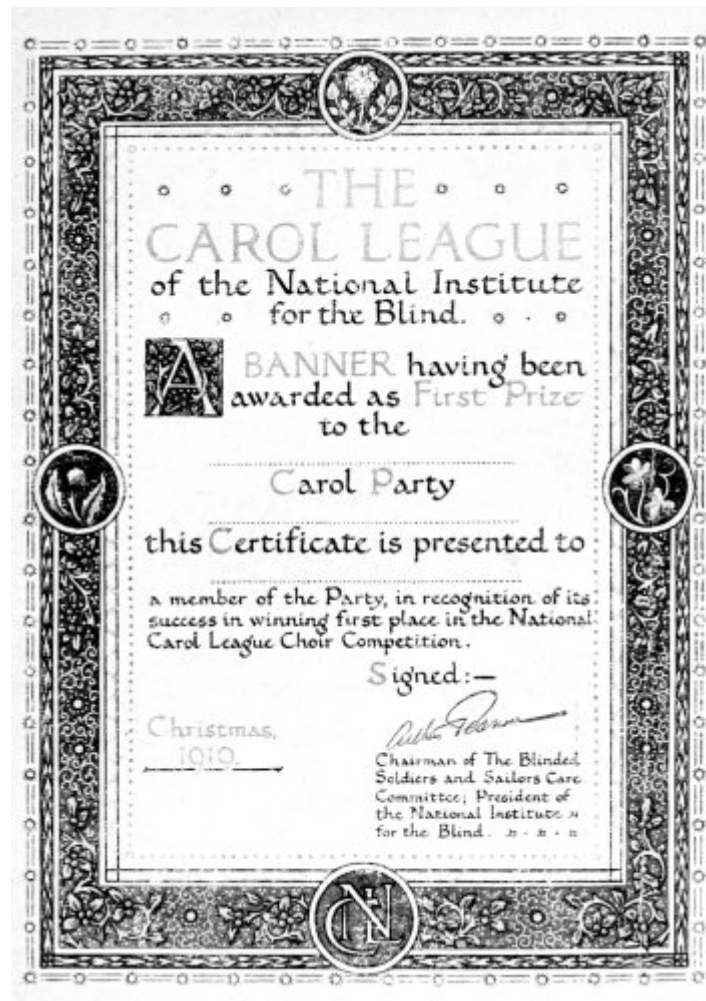 THE
CAROL LEAGUE
of the National Institute
for the Blind.
A BANNER having been
awarded as First Prize
to the
Carol Party
this Certificate is presented to
a member of the Party, in recognition of its
success in winning first place in the National
Carol League Choir Competition.
Signed:—
Christmas,
1919.
Arthur Pearson
Chairman of The Blinded
Soldiers and Sailors Care
Committee; President of
the National Institute
for the Blind.
NCL